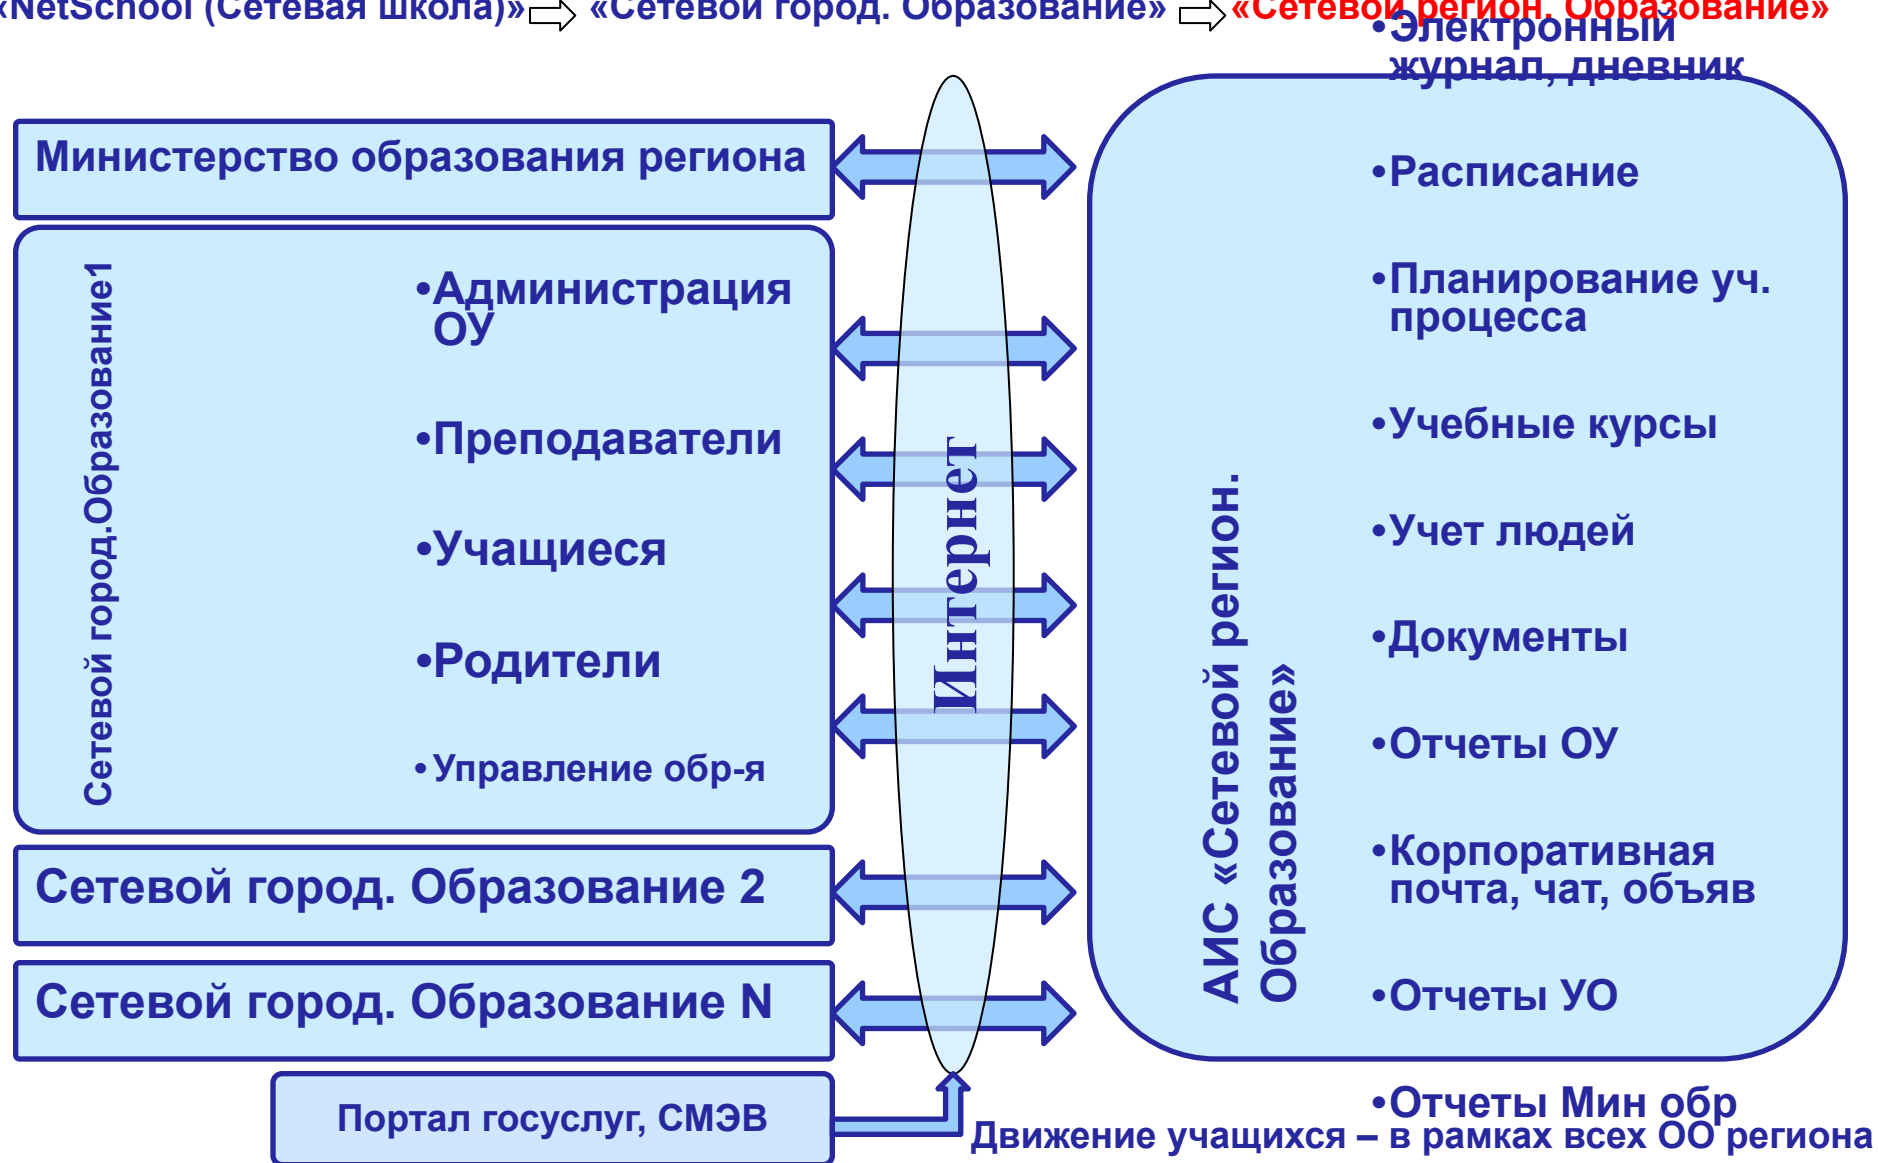 «NetSchool (Сетевая школа)» «Сетевой город. Образование» «Сетевой регион. Образование»
Министерство образования региона
Сетевой город.Образование1
•Администрация
ОУ
•Преподаватели
•Учащиеся
•Родители
•Управление обр-я
Сетевой город. Образование 2
Сетевой город. Образование N
Портал госуслуг, СМЭВ
Интернет
АИС «Сетевой регион.
Образование»
•Электронный
журнал, дневник
•Расписание
•Планирование уч.
процесса
•Учебные курсы
•Учет людей
•Документы
•Отчеты ОУ
•Корпоративная
почта, чат, объяв
•Отчеты УО
•Отчеты Мин обр
Движение учащихся – в рамках всех ОО региона